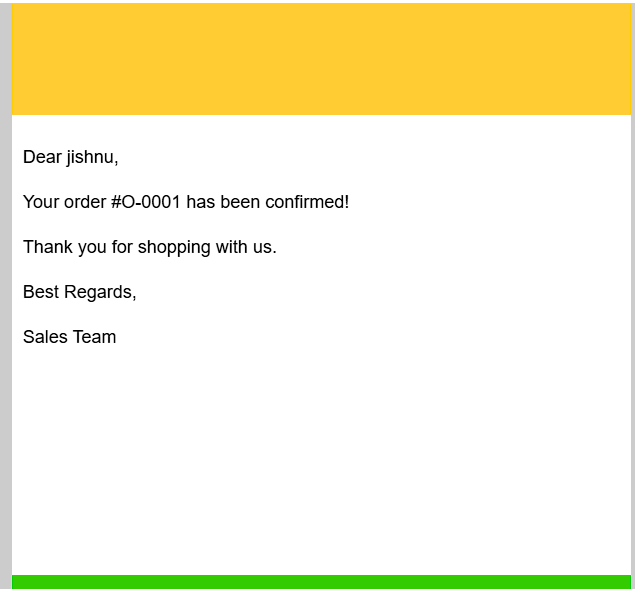 Dear jishnu,
Your order #O-0001 has been confirmed!
Thank you for shopping with us.
Best Regards,
Sales Team